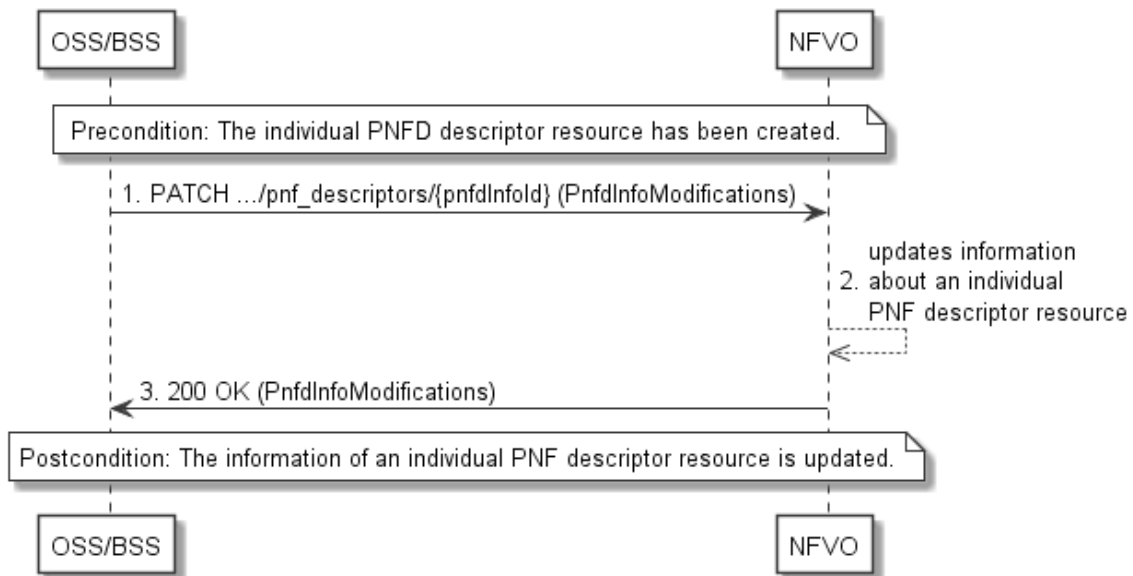 OSS/BSS
NFVO
Precondition: The individual PNFD descriptor resource has been created.
1. PATCH .../pnf_descriptors/{pnfdInfoId} (PnfdInfoModifications)
updates information
2. about an individual
PNF descriptor resource
3. 200 OK (PnfdInfoModifications)
Postcondition: The information of an individual PNF descriptor resource is updated.
OSS/BSS
NFVO